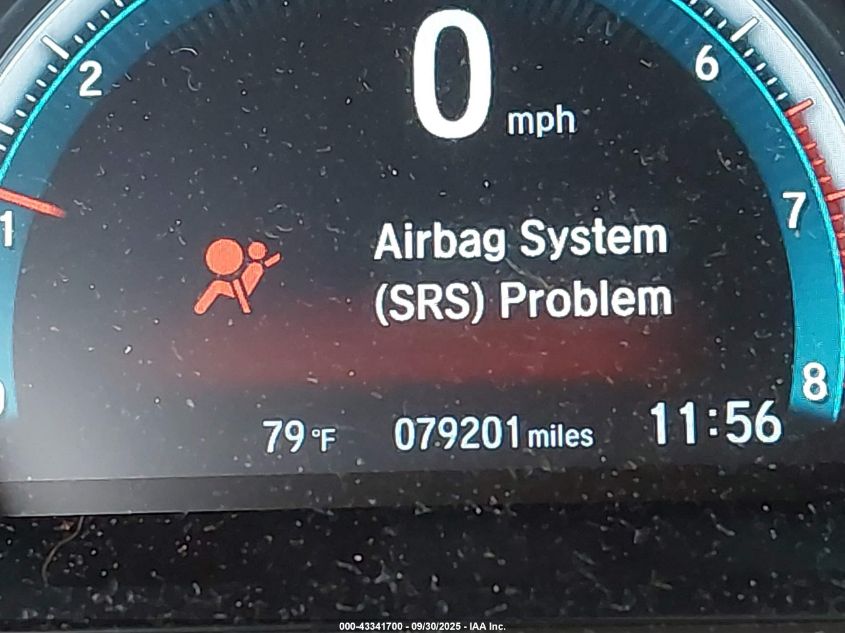 0 mph
2
6
1
7
Airbag System
(SRS) Problem
8
79 °F 079201 miles 11:56
000-43341700 - 09/30/2025 - IAA Inc.